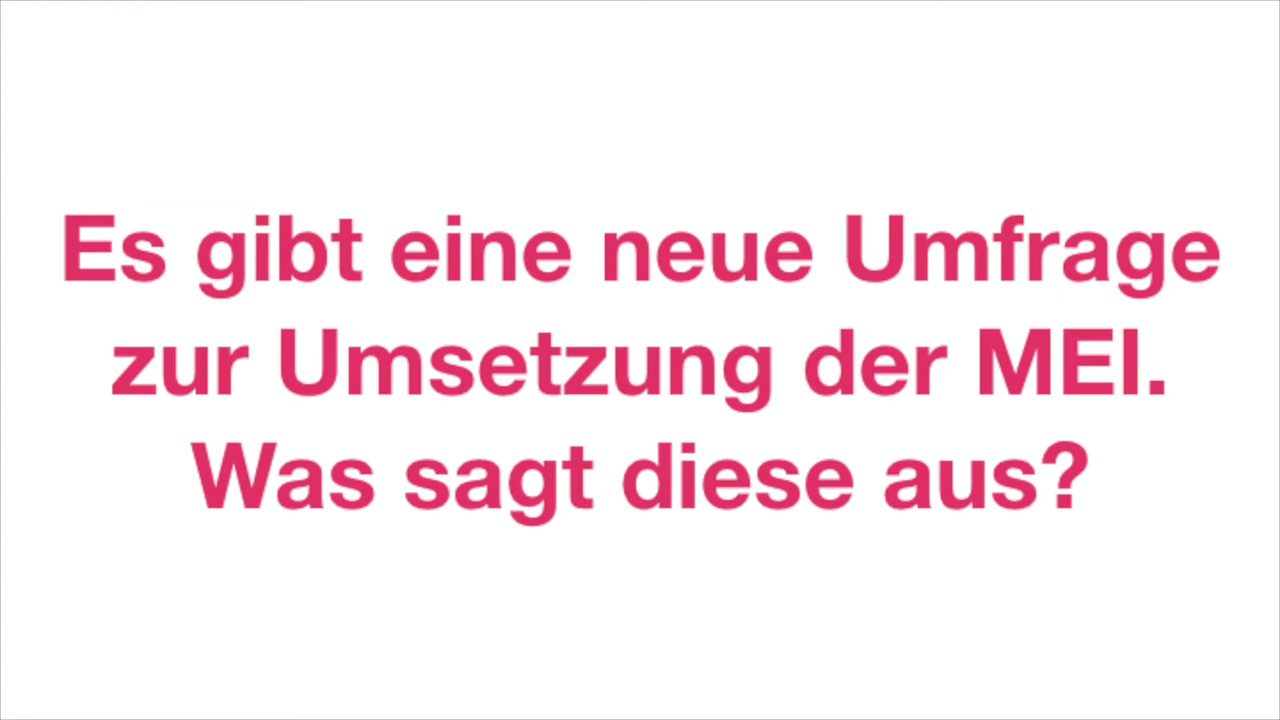 Es gibt eine neue Umfrage
zur Umsetzung der MEI.
Was sagt diese aus?